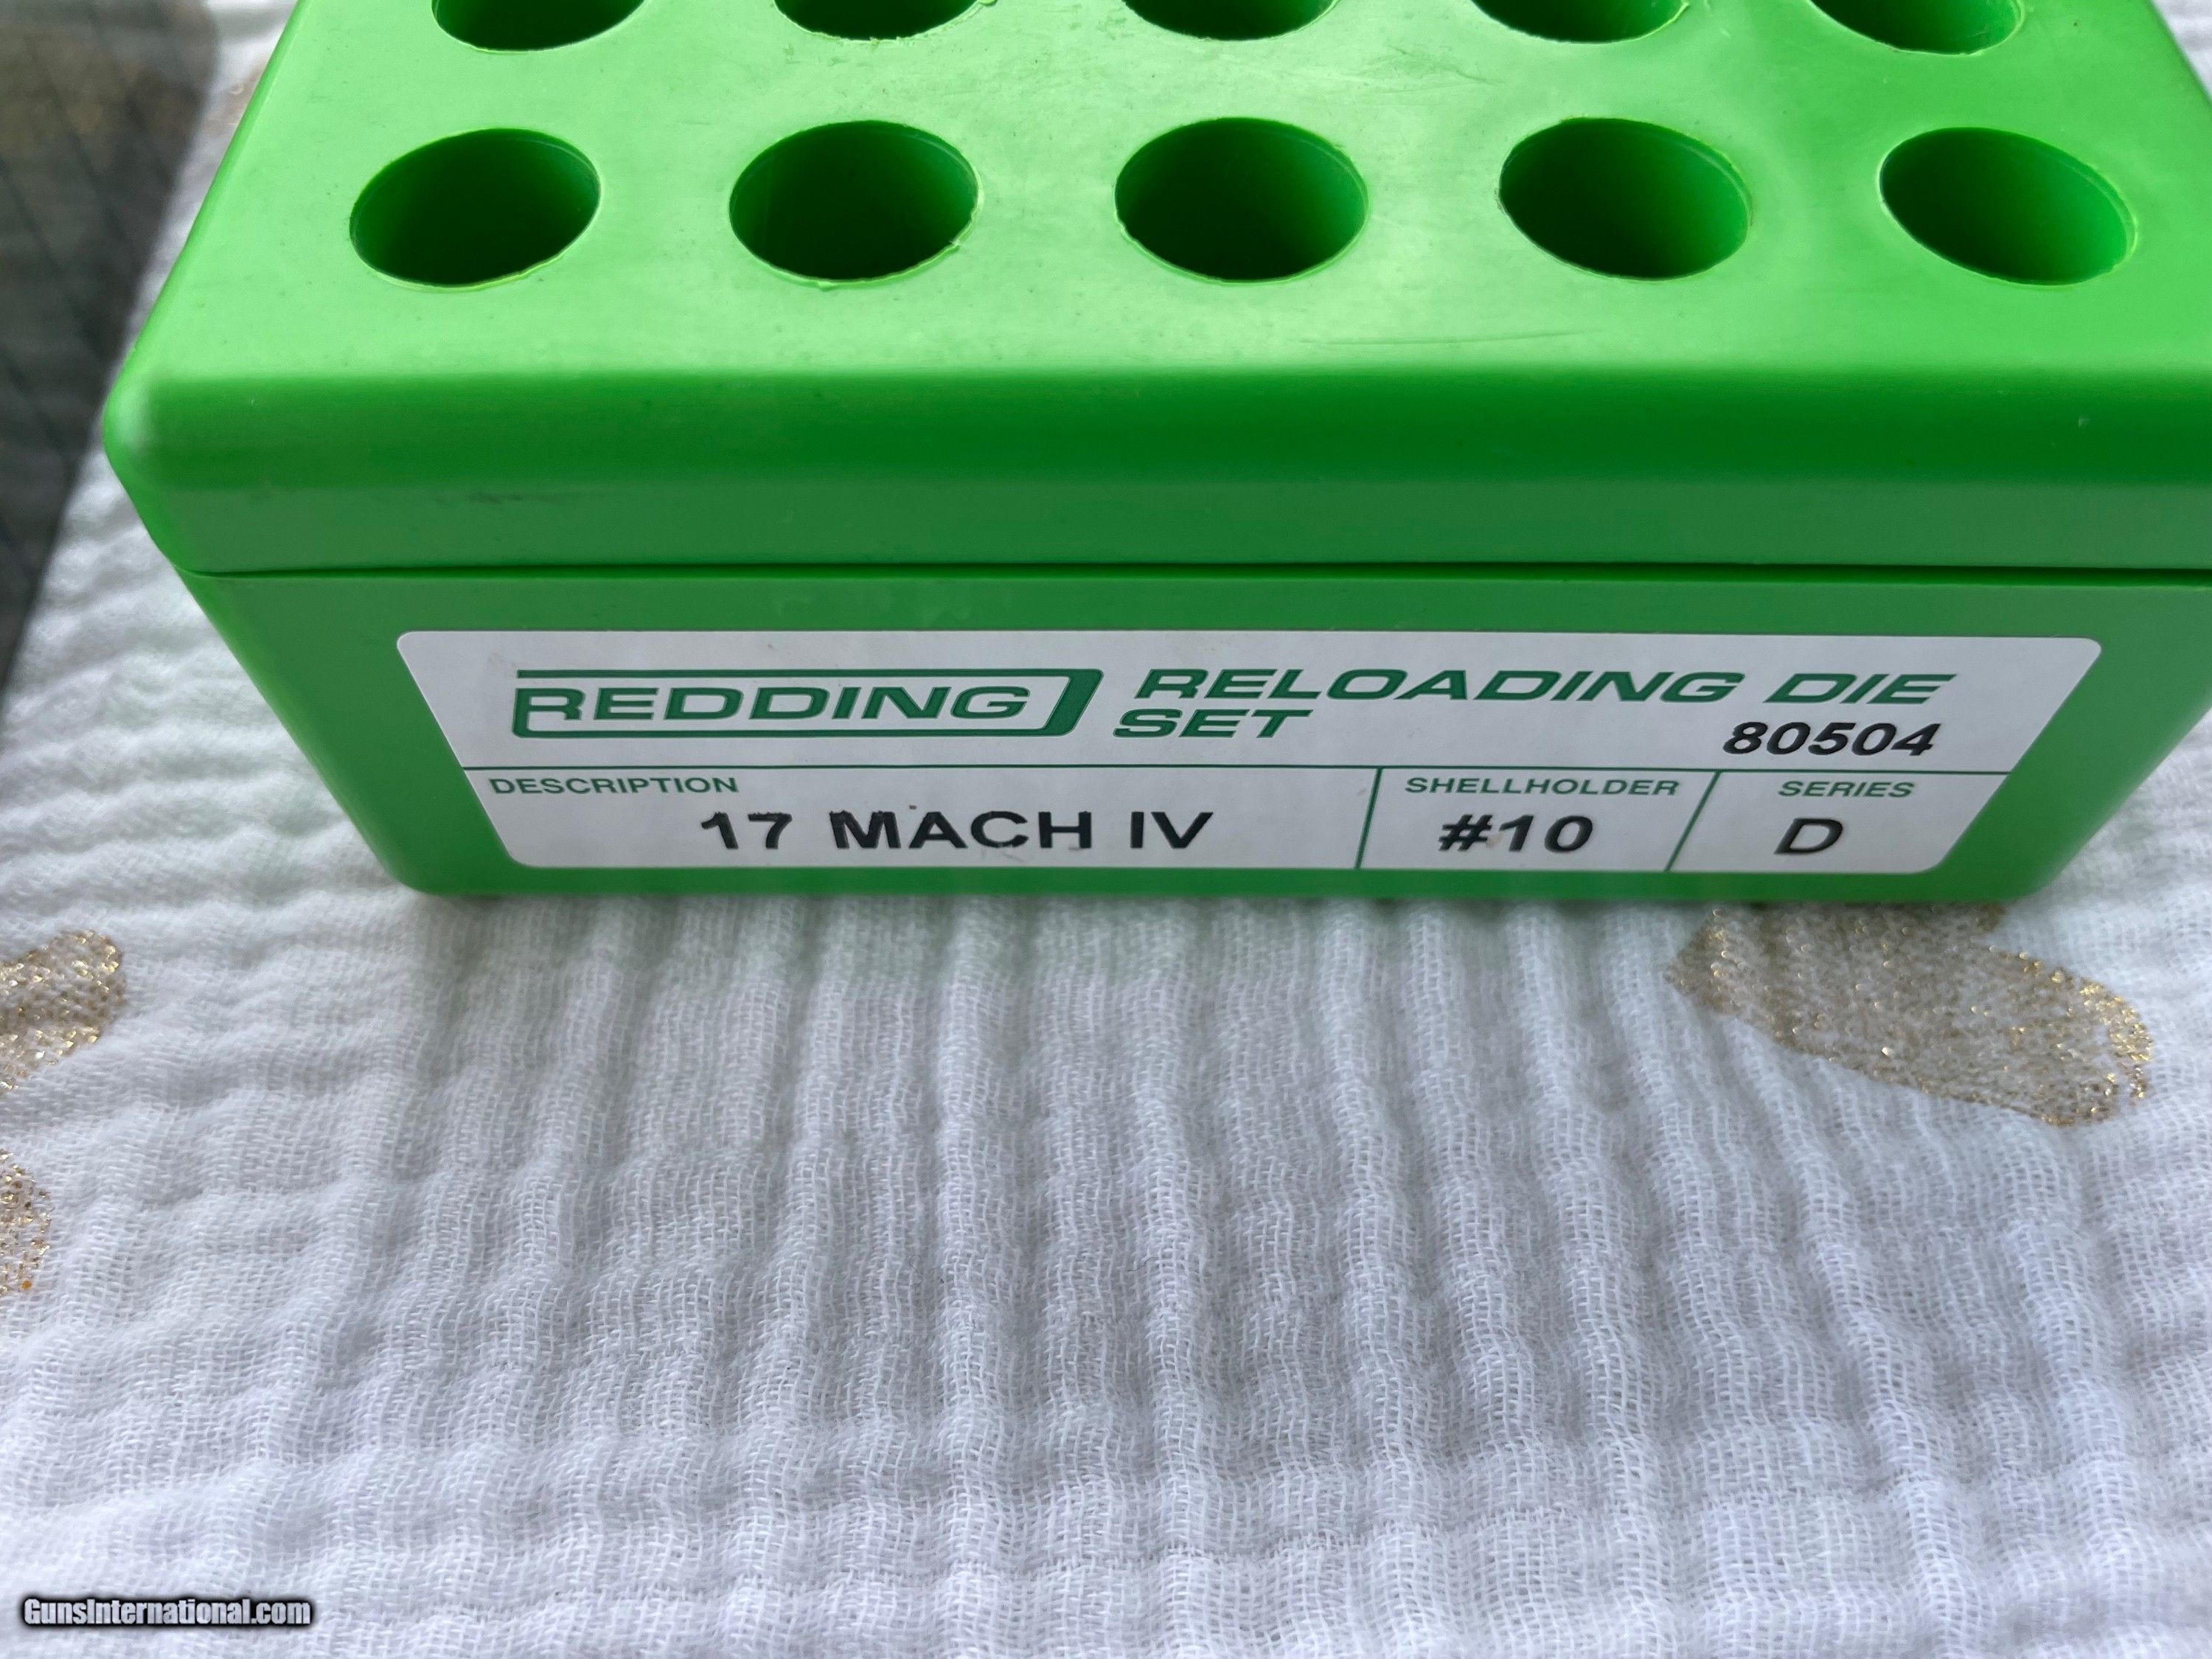 REDDING RELOADING DIE
SET
80504
DESCRIPTION SHELLHOLDER SERIES
17 MACH IV #10 D
GunsInternational.com